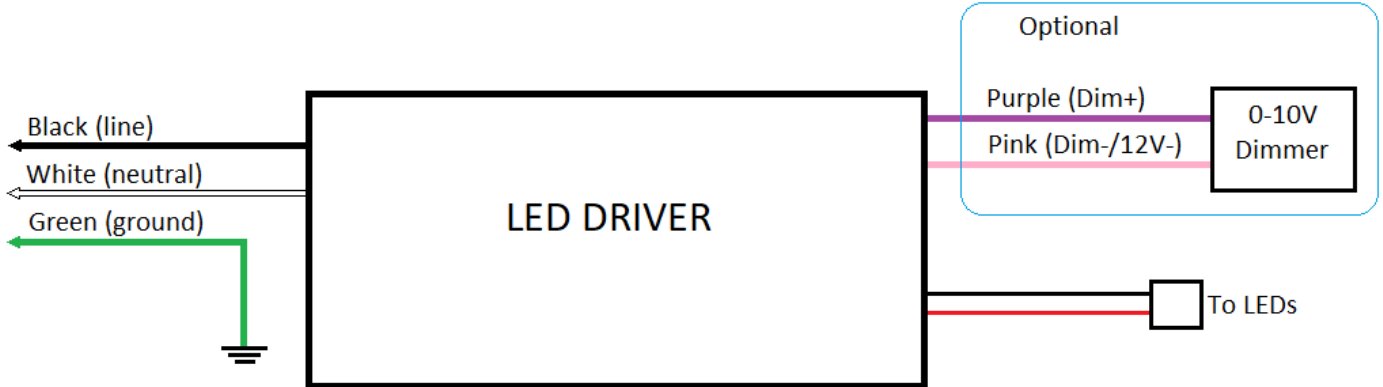 Optional
Black (line)
White (neutral)
Green (ground)
LED DRIVER
Purple (Dim+)
Pink (Dim-/12V-)
0-10V
Dimmer
To LEDs